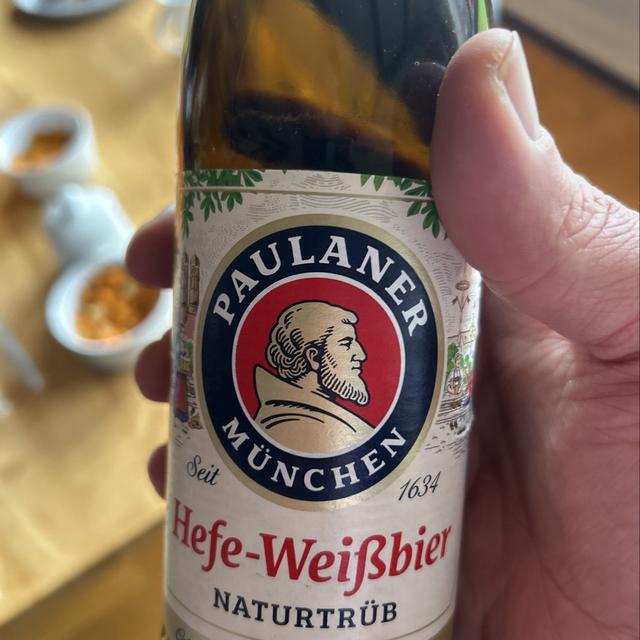 PAULANER
MÜNCHEN
Seit 1634
Hefe-Weißbier
NATURTRÜB